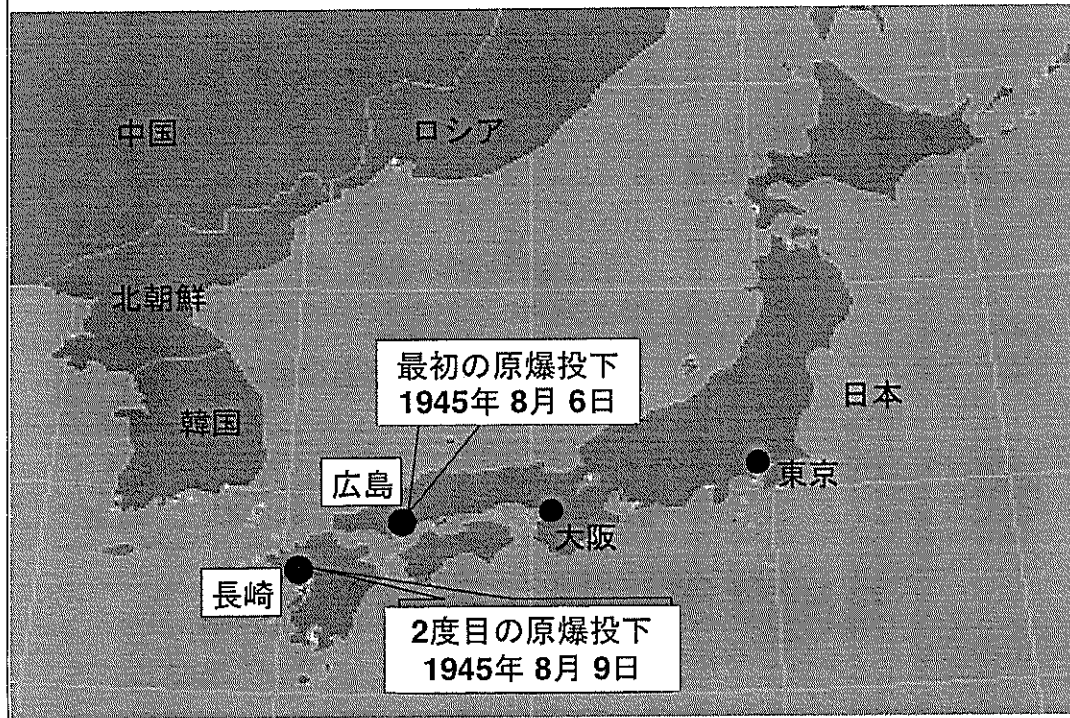 中国
ロシア
北朝鮮
最初の原爆投下
1945年 8月 6日
日本
韓国
東京
広島
大阪
長崎
2度目の原爆投下
1945年 8月 9日